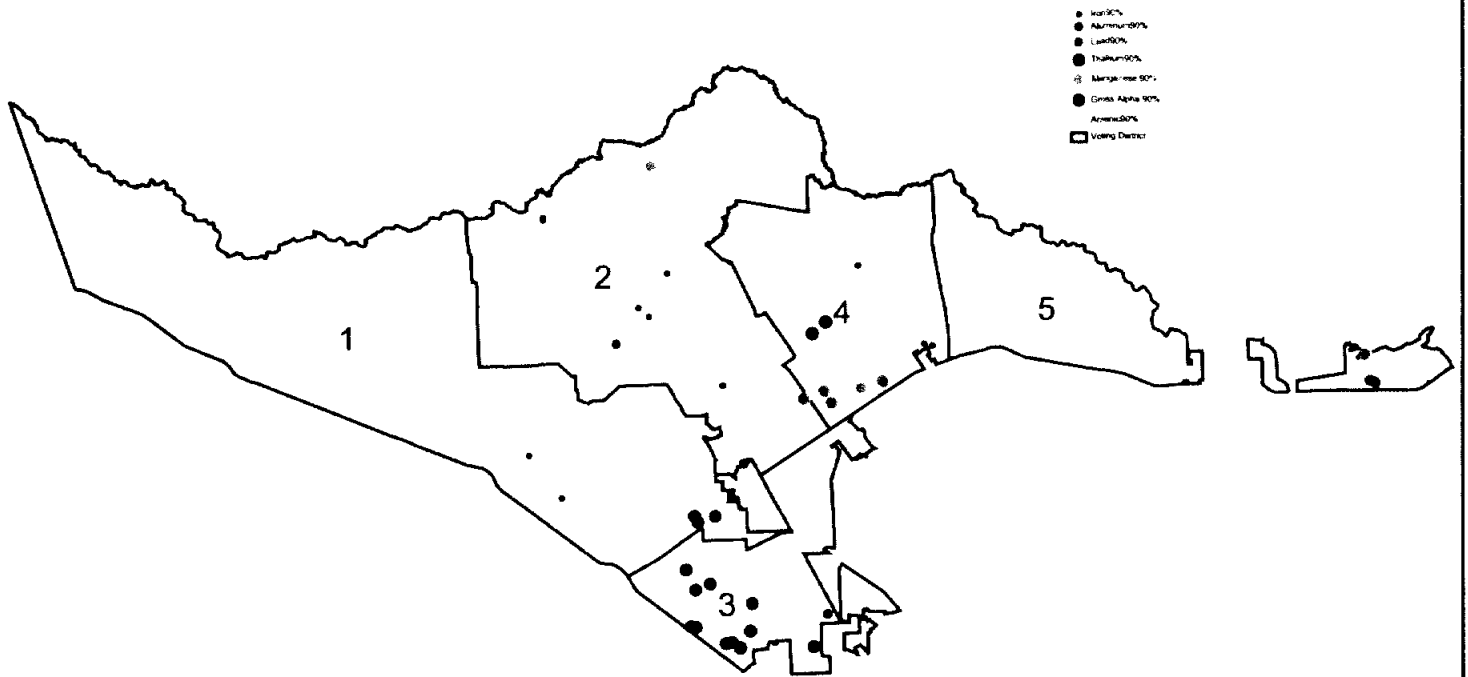 Iron90%
Aluminum90%
Lead90%
Thallium90%
Manganese 90%
Gross Alpha 90%
Arsenic90%
Voting District
2
4
5
1
3